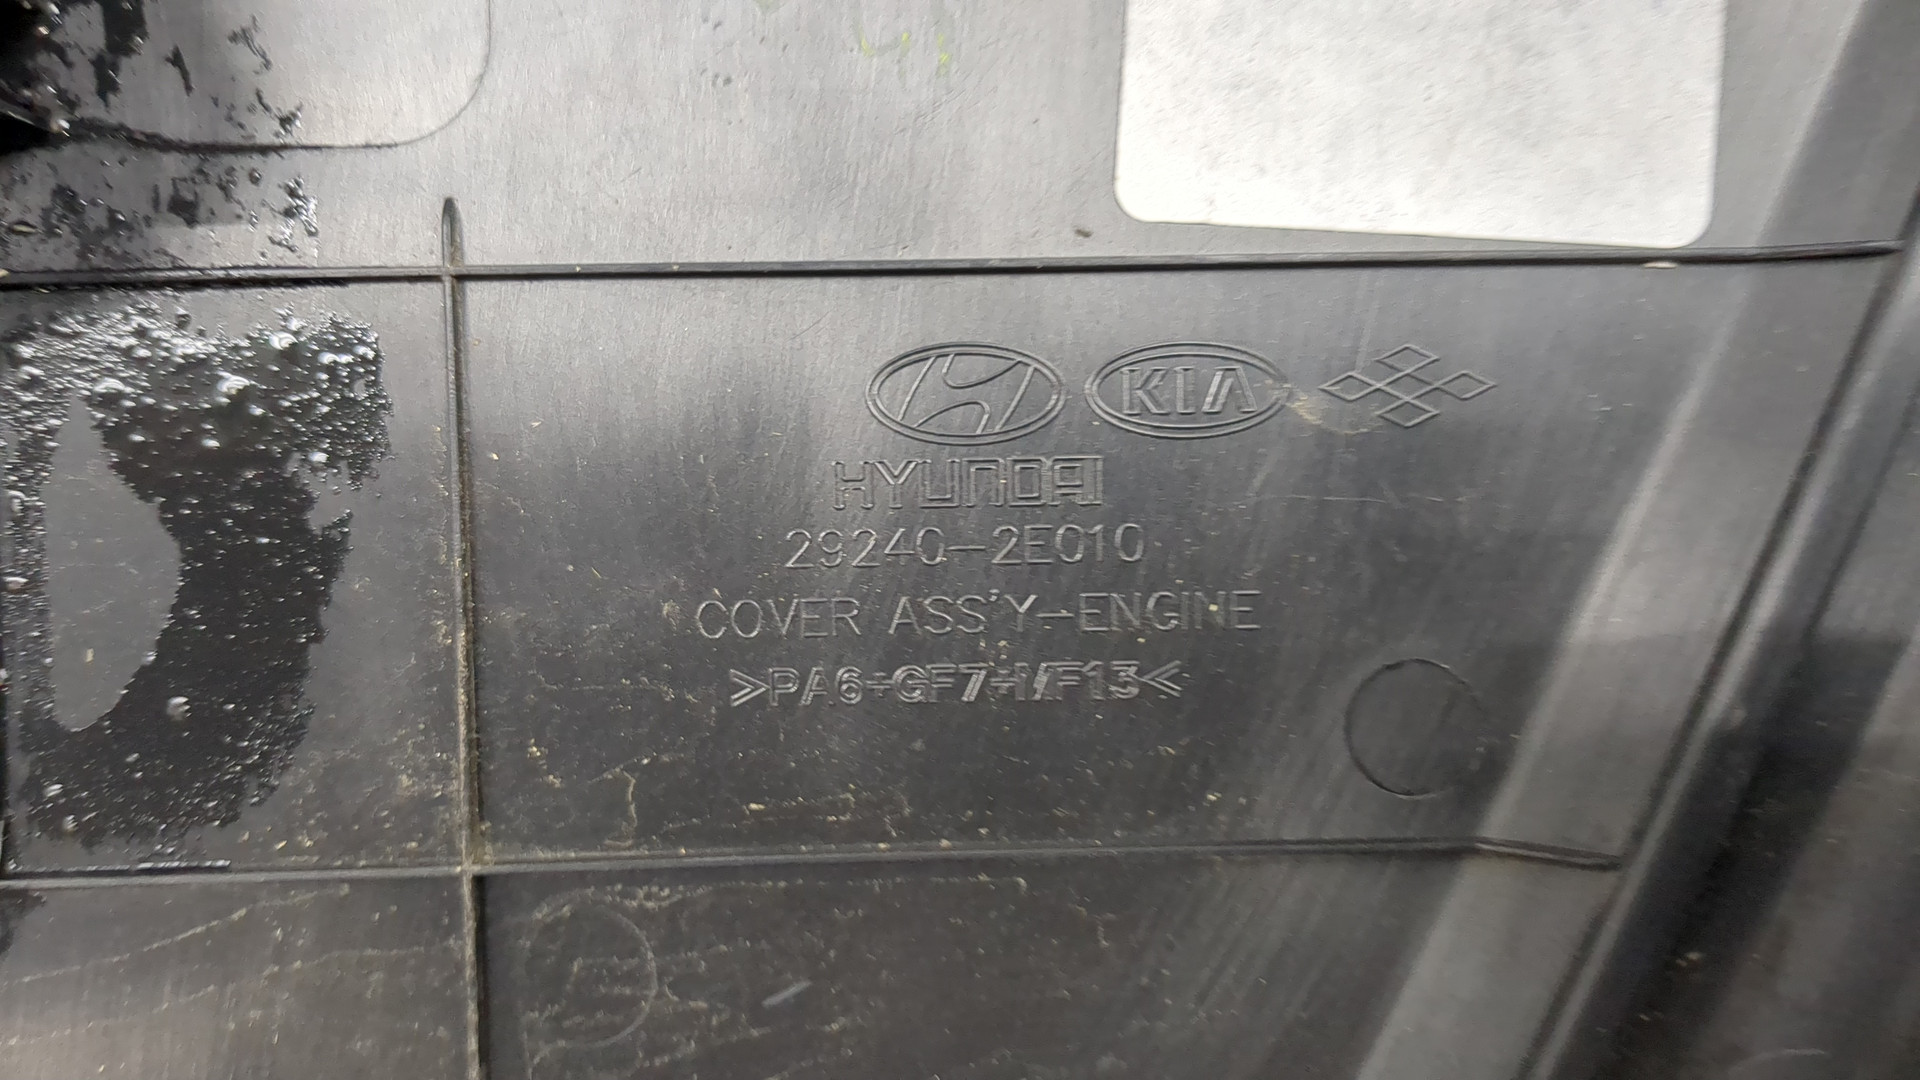 KIA
HYUNDAI
29240-2E010
COVER ASS'Y-ENGINE
>PA6+GF7+MF13<